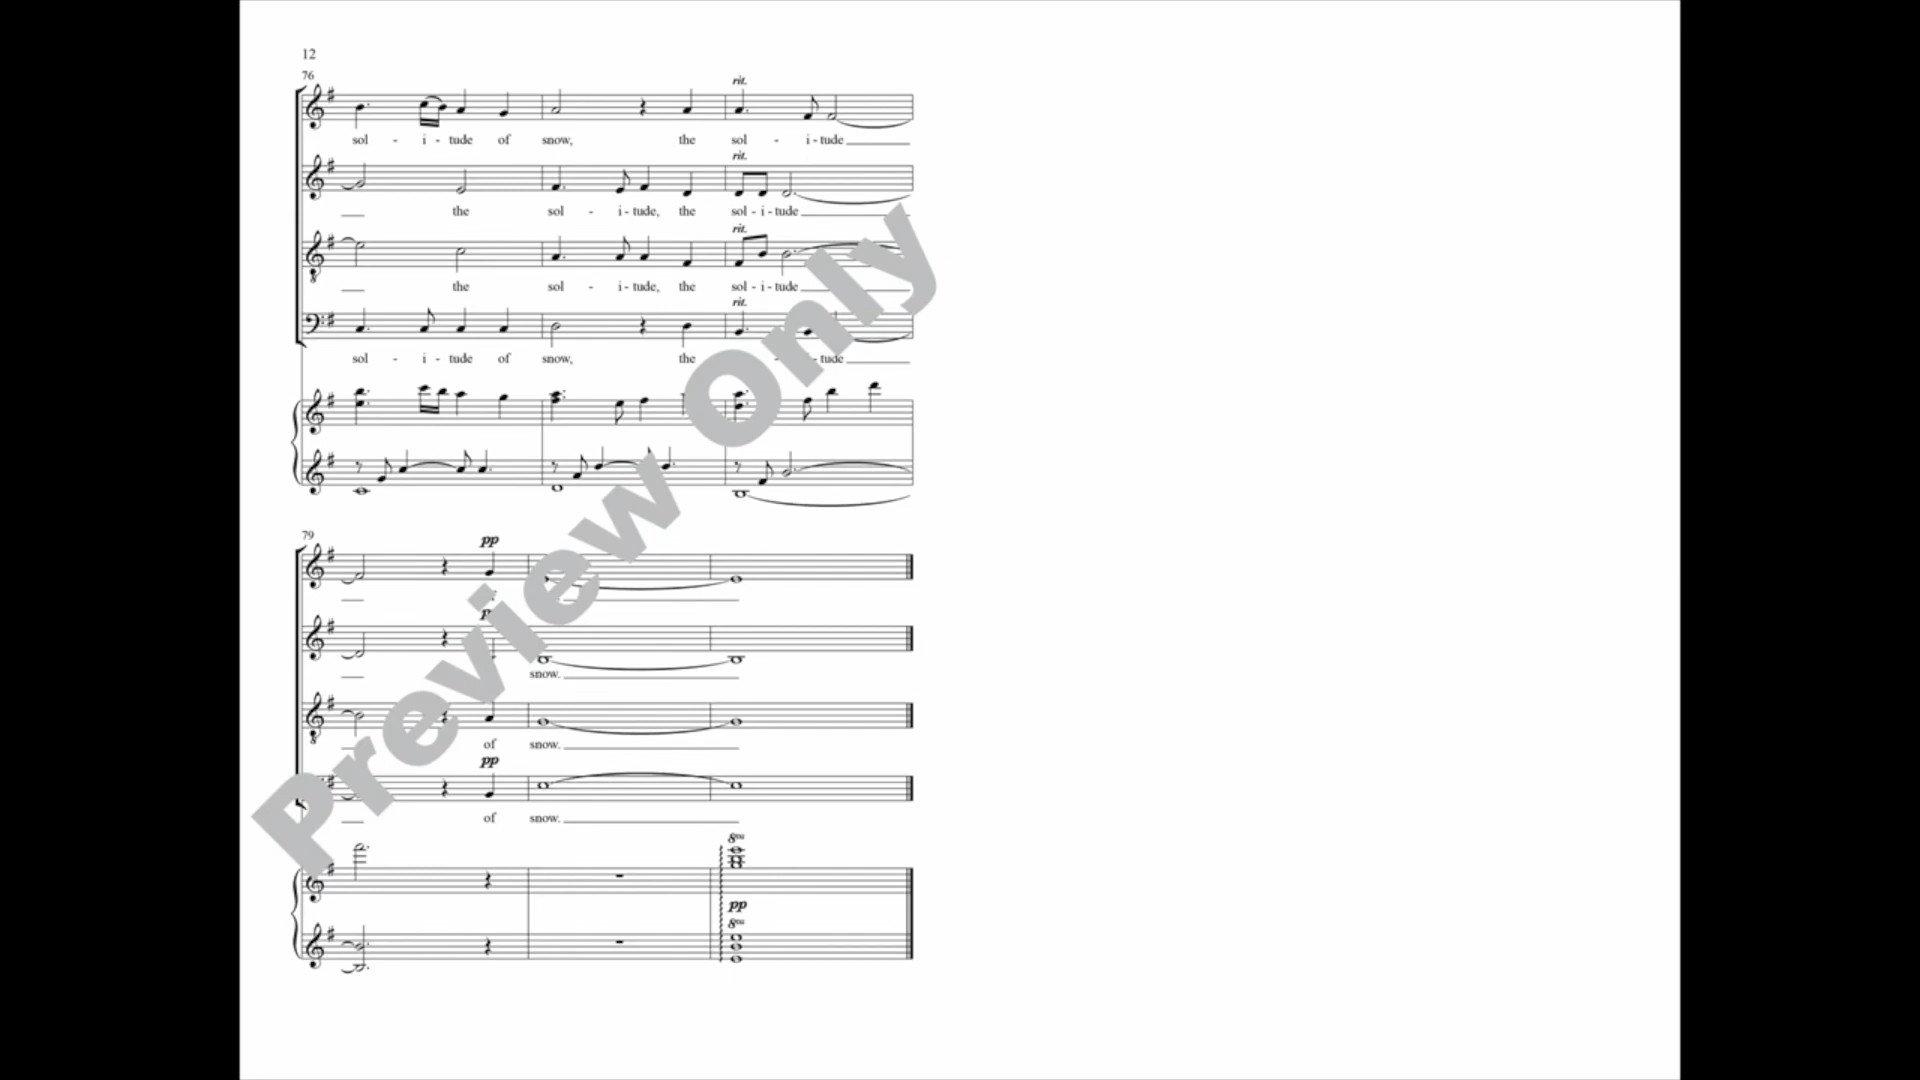 12
76
rit.
sol - i - tude of snow, the sol - i - tude
rit.
the sol - i - tude, the sol - i - tude
rit.
the sol - i - tude, the sol - i - tude
rit.
sol - i - tude of snow, the - tude
79
pp
snow.
of snow.
pp
of snow.
8va
pp
8va
Preview Only